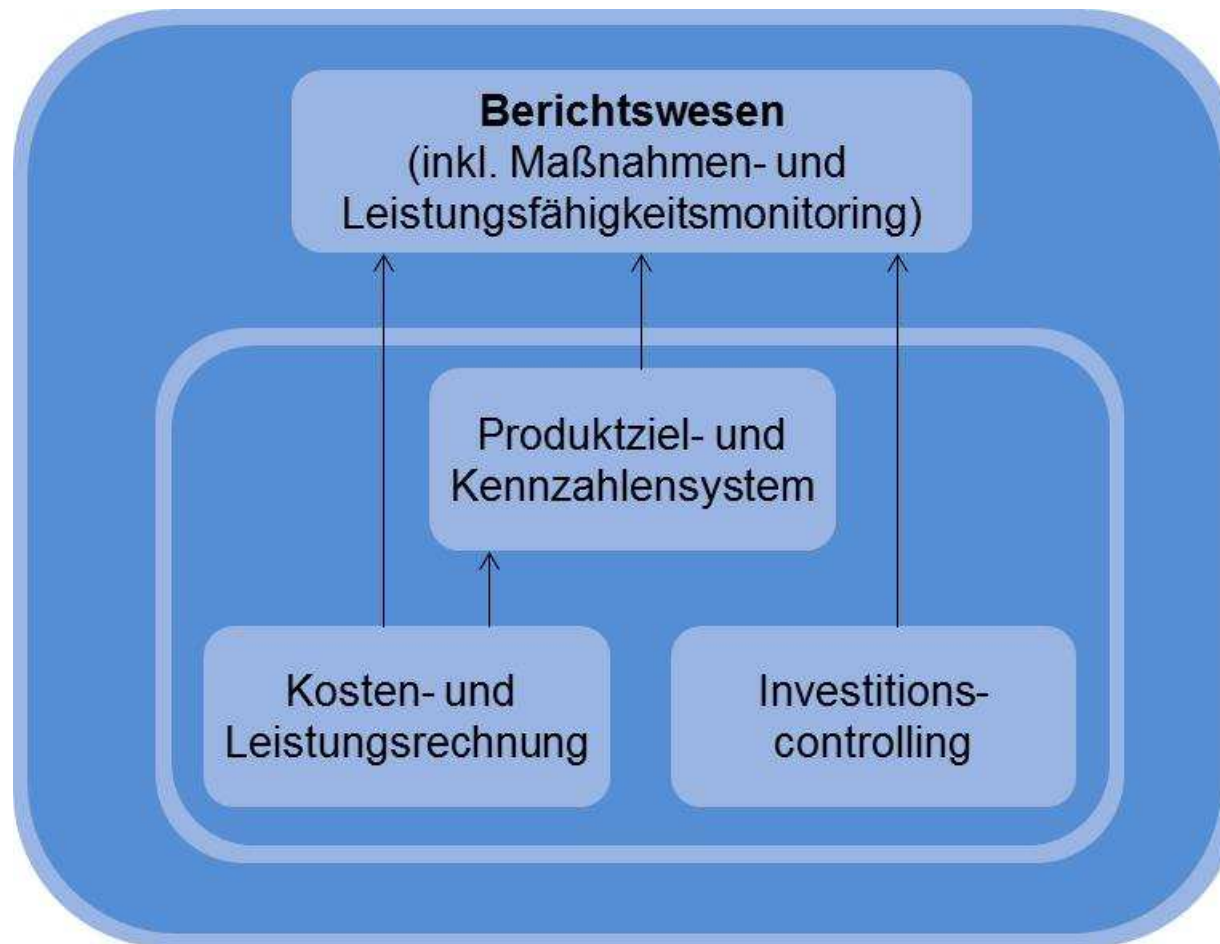 Berichtswesen
(inkl. Maßnahmen- und
Leistungsfähigkeitsmonitoring)
Produktziel- und
Kennzahlensystem
Kosten- und
Leistungsrechnung
Investitions-
controlling